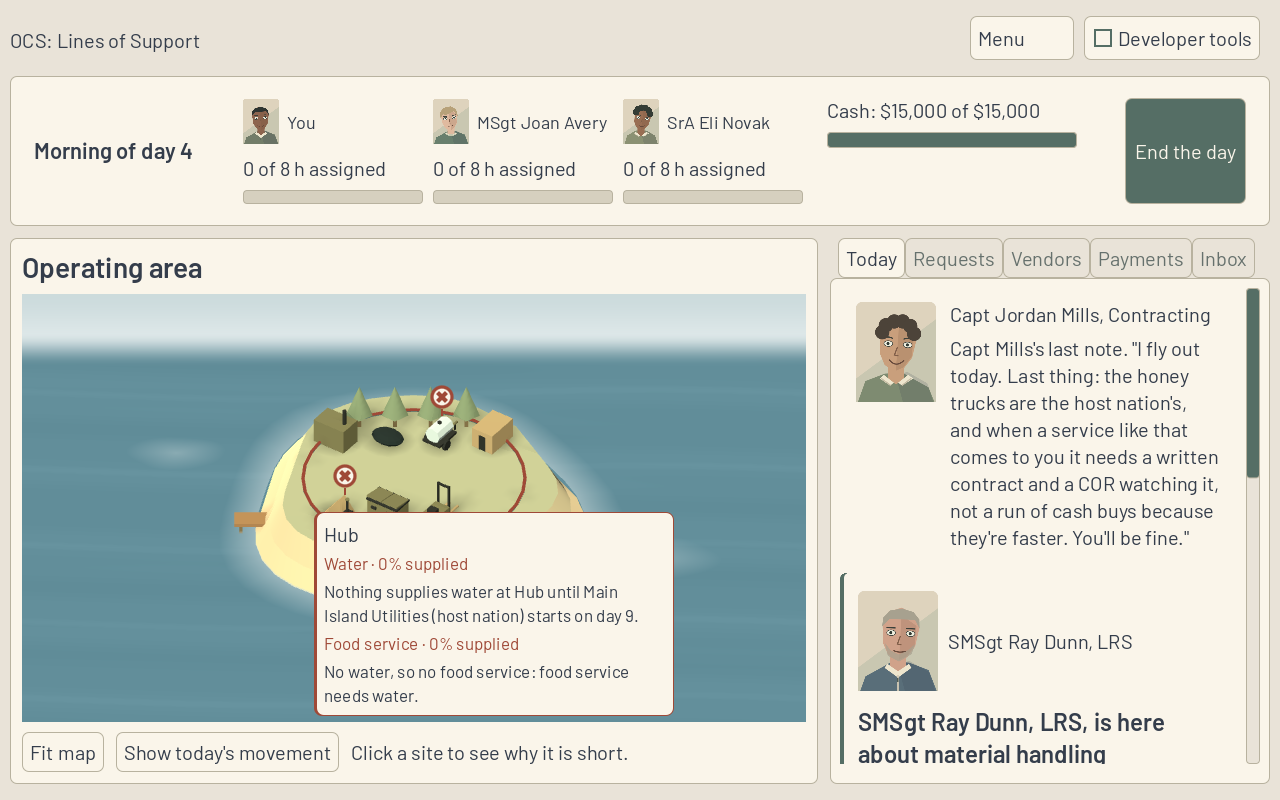 OCS: Lines of Support
Menu
Developer tools
Morning of day 4
You
0 of 8 h assigned
MSgt Joan Avery
0 of 8 h assigned
SrA Eli Novak
0 of 8 h assigned
Cash: $15,000 of $15,000
End the day
Operating area
Hub
Water · 0% supplied
Nothing supplies water at Hub until Main
Island Utilities (host nation) starts on day 9.
Food service · 0% supplied
No water, so no food service: food service
needs water.
Fit map
Show today's movement
Click a site to see why it is short.
Today
Requests
Vendors
Payments
Inbox
Capt Jordan Mills, Contracting
Capt Mills's last note. "I fly out
today. Last thing: the honey
trucks are the host nation's,
and when a service like that
comes to you it needs a written
contract and a COR watching it,
not a run of cash buys because
they're faster. You'll be fine."
SMSgt Ray Dunn, LRS
SMSgt Ray Dunn, LRS, is here
about material handling